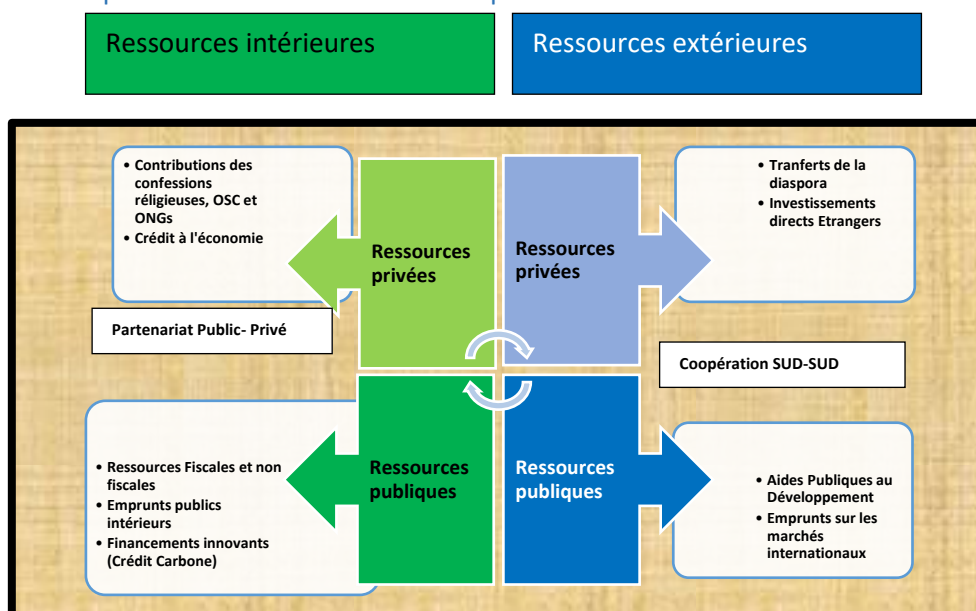 Ressources intérieures
Ressources extérieures
• Contributions des
confessions
réligieuses, OSC et
ONGs
• Crédit à l'économie
Ressources
privées
Ressources
privées
• Tranferts de la
diaspora
• Investissements
directs Etrangers
Partenariat Public- Privé
Coopération SUD-SUD
• Ressources Fiscales et non
fiscales
• Emprunts publics
intérieurs
• Financements innovants
(Crédit Carbone)
Ressources
publiques
Ressources
publiques
• Aides Publiques au
Développement
• Emprunts sur les
marchés
internationaux